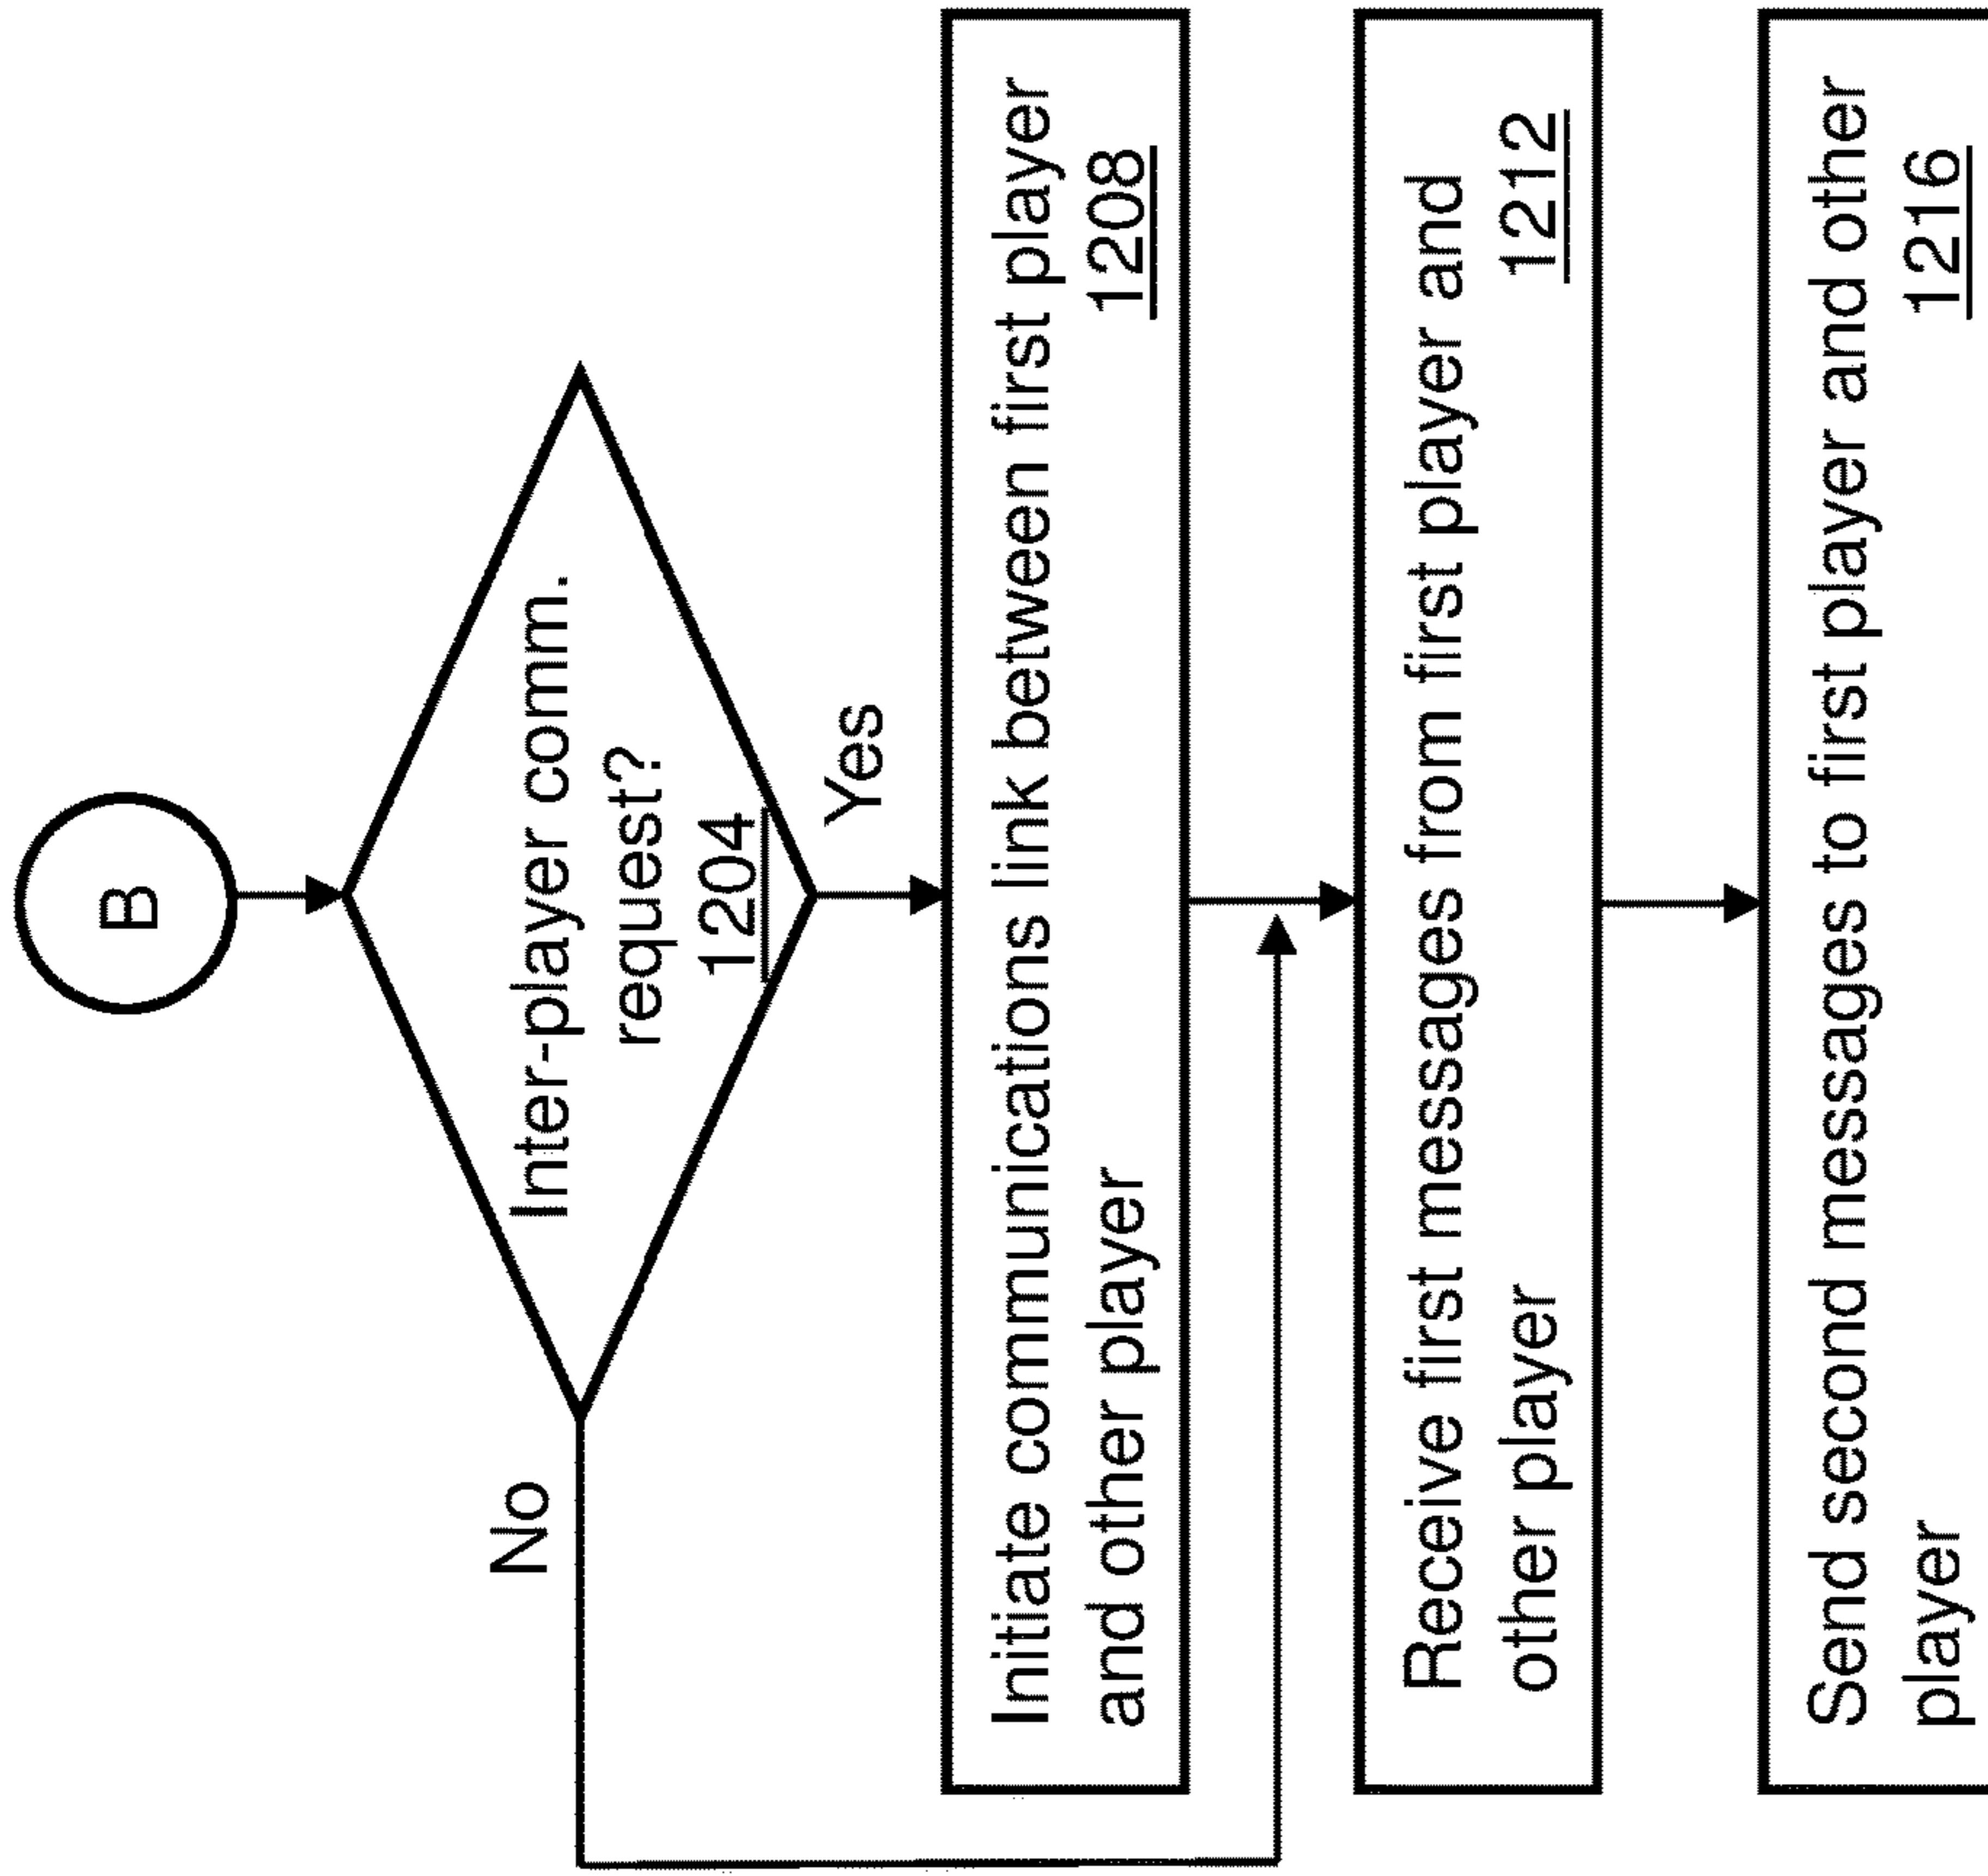 B
Inter-player comm.
request?
1204
No
Yes
Initiate communications link between first player
and other player 1208
Receive first messages from first player and
other player 1212
Send second messages to first player and other
player 1216